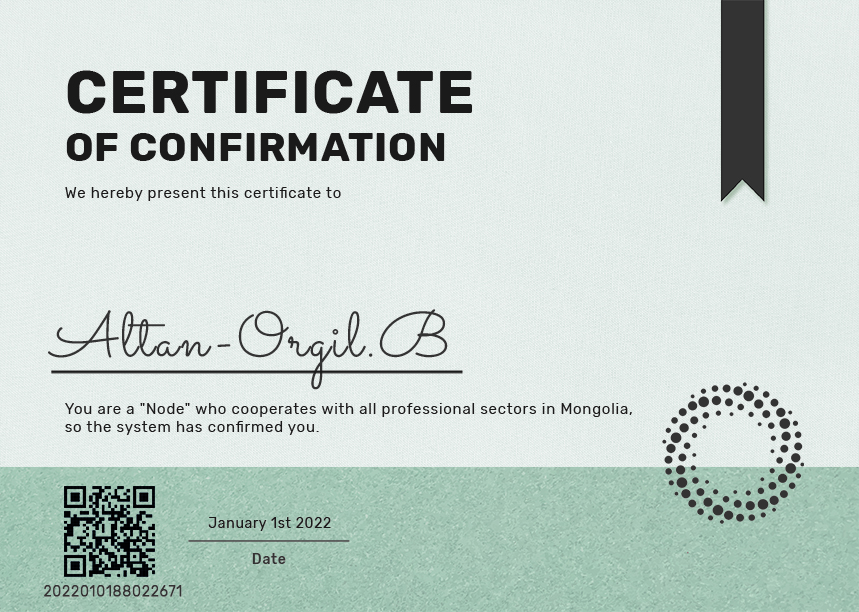 CERTIFICATE
OF CONFIRMATION
We hereby present this certificate to
Altan-Orgil.B
You are a "Node" who cooperates with all professional sectors in Mongolia,
so the system has confirmed you.
January 1st 2022
Date
2022010188022671